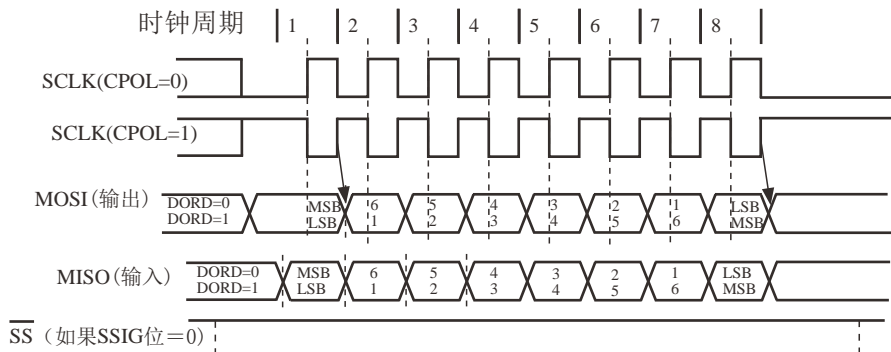 时钟周期 1 2 3 4 5 6 7 8
SCLK(CPOL=0)
SCLK(CPOL=1)
MOSI(输出) DORD=0 MSB 6 5 4 3 2 1 LSB
DORD=1 LSB 1 2 3 4 5 6 MSB
MISO(输入) DORD=0 MSB 6 5 4 3 2 1 LSB
DORD=1 LSB 1 2 3 4 5 6 MSB
SS(如果SSIG位=0)